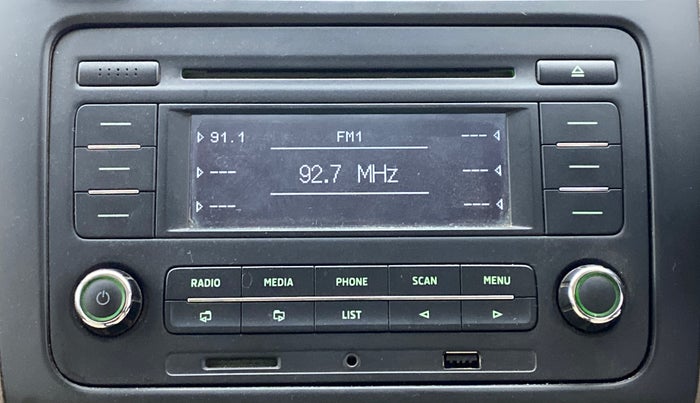 91.1 FM1 ---
--- 92.7 MHz ---
--- ---
RADIO MEDIA PHONE SCAN MENU
LIST